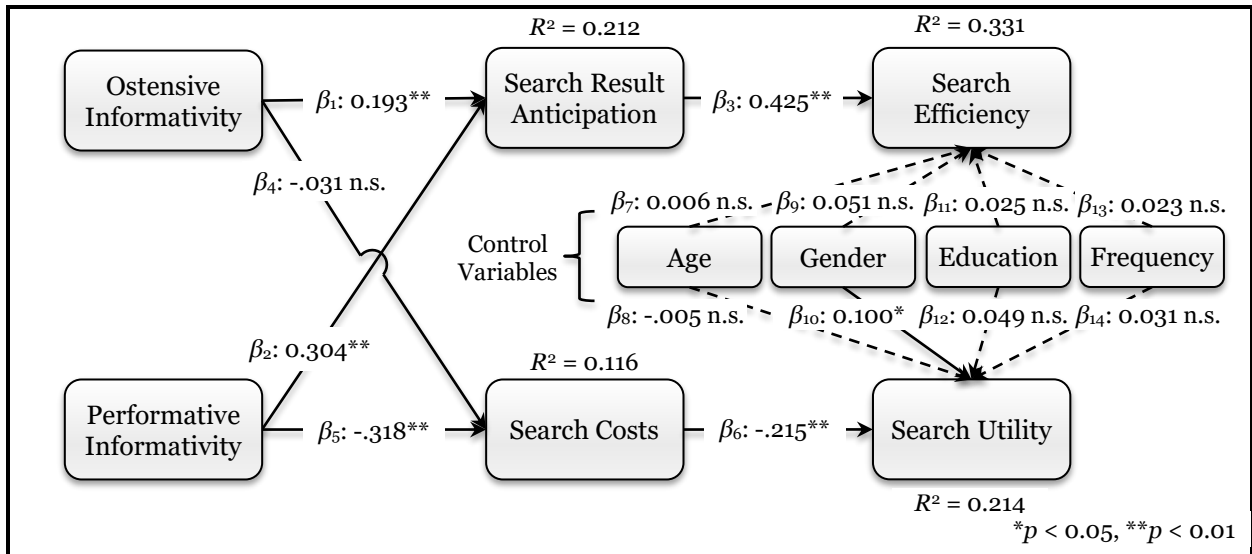 R² = 0.212
R² = 0.331
Ostensive
Informativity
β₁: 0.193**
Search Result
Anticipation
β₃: 0.425**
Search
Efficiency
β₄: -.031 n.s.
β₇: 0.006 n.s.
β₉: 0.051 n.s.
β₁₁: 0.025 n.s.
β₁₃: 0.023 n.s.
Control
Variables
Age
Gender
Education
Frequency
β₈: -.005 n.s.
β₁₀: 0.100*
β₁₂: 0.049 n.s.
β₁₄: 0.031 n.s.
β₂: 0.304**
R² = 0.116
Performative
Informativity
β₅: -.318**
Search Costs
β₆: -.215**
Search Utility
R² = 0.214
*p < 0.05, **p < 0.01